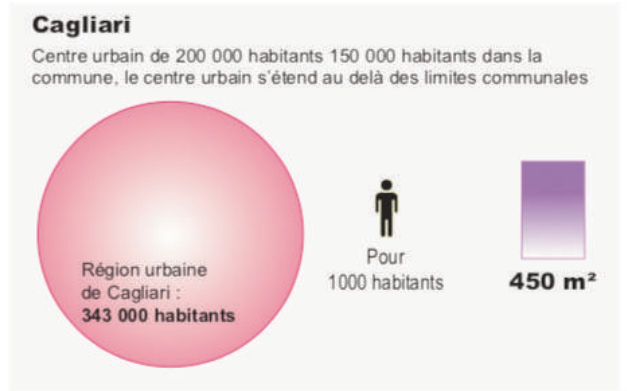 Cagliari
Centre urbain de 200 000 habitants 150 000 habitants dans la
commune, le centre urbain s'étend au delà des limites communales
Région urbaine
de Cagliari :
343 000 habitants
Pour
1000 habitants
450 m²